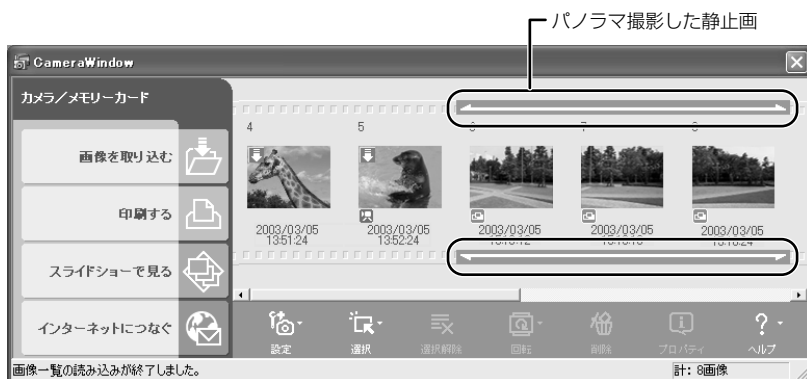 パノラマ撮影した静止画
CameraWindow
カメラ／メモリーカード
画像を取り込む
印刷する
スライドショーで見る
インターネットにつなぐ
4 5
2003/03/05 2003/03/05 2003/03/05 2003/03/05 2003/03/05
13:51:24 13:52:24
設定 選択 選択解除 回転 削除 プロパティ ヘルプ
画像一覧の読み込みが終了しました。 計: 8画像